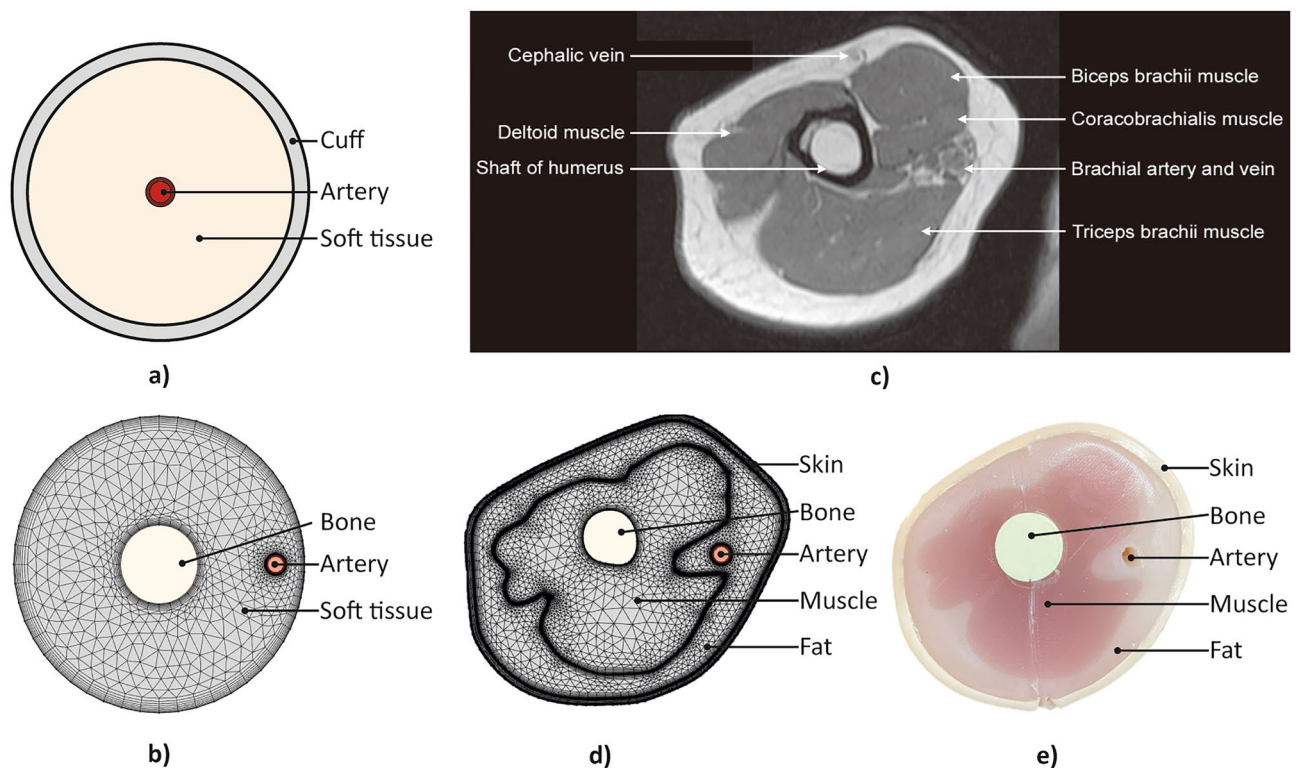 Cuff
Artery
Soft tissue
a)
Cephalic vein
Deltoid muscle
Shaft of humerus
Biceps brachii muscle
Coracobrachialis muscle
Brachial artery and vein
Triceps brachii muscle
c)
Bone
Artery
Soft tissue
b)
Skin
Bone
Artery
Muscle
Fat
d)
Skin
Bone
Artery
Muscle
Fat
e)